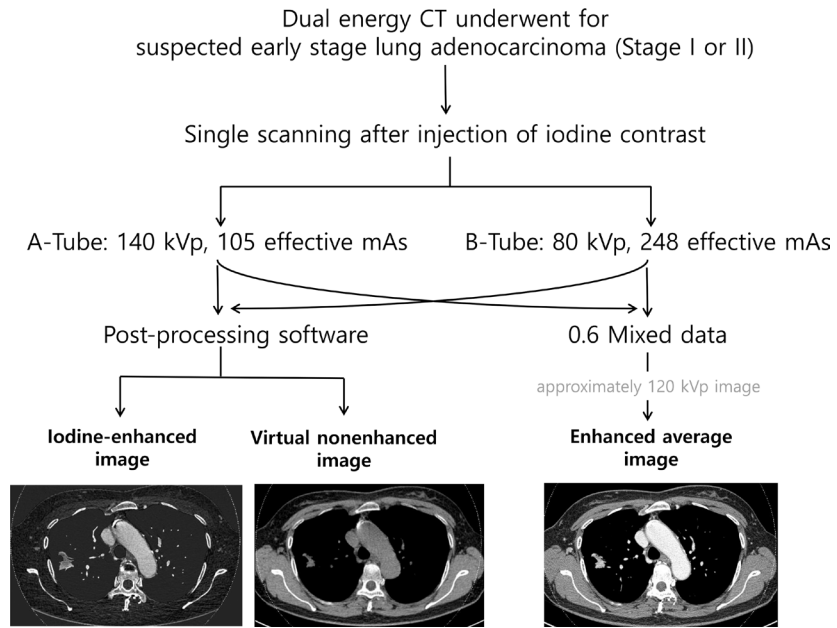 Dual energy CT underwent for
suspected early stage lung adenocarcinoma (Stage I or II)
Single scanning after injection of iodine contrast
A-Tube: 140 kVp, 105 effective mAs
B-Tube: 80 kVp, 248 effective mAs
Post-processing software
0.6 Mixed data
approximately 120 kVp image
Iodine-enhanced
image
Virtual nonenhanced
image
Enhanced average
image